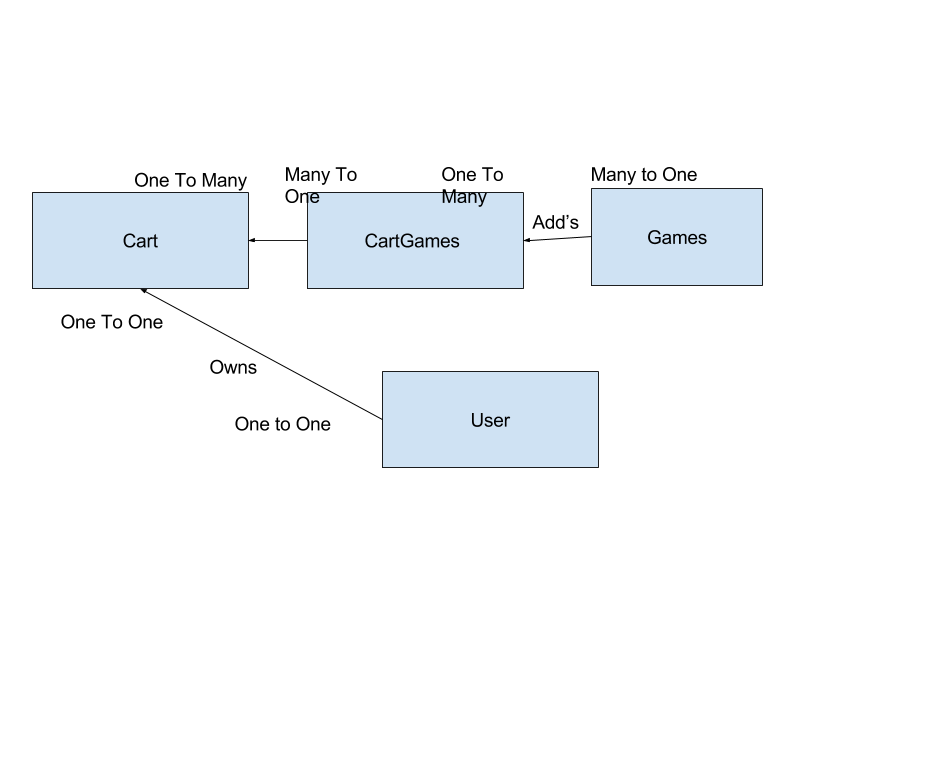 One To Many
Many To
One
One To
Many
Many to One
Cart
CartGames
Add's
Games
One To One
Owns
One to One
User